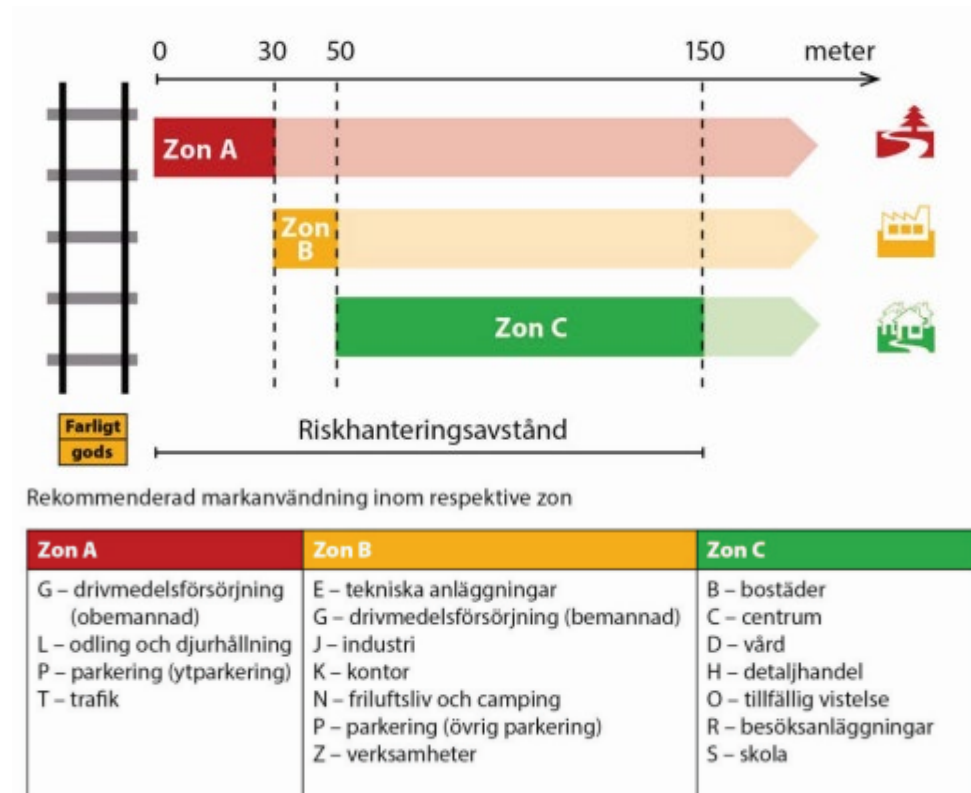 0 30 50 150 meter
Zon A
Zon
B
Zon C
Farligt
gods
Riskhanteringsavstånd
Rekommenderad markanvändning inom respektive zon
Zon A
G – drivmedelsförsörjning
(obemannad)
L – odling och djurhållning
P – parkering (ytparkering)
T – trafik
Zon B
E – tekniska anläggningar
G – drivmedelsförsörjning (bemannad)
J – industri
K – kontor
N – friluftsliv och camping
P – parkering (övrig parkering)
Z – verksamheter
Zon C
B – bostäder
C – centrum
D – vård
H – detaljhandel
O – tillfällig vistelse
R – besöksanläggningar
S – skola